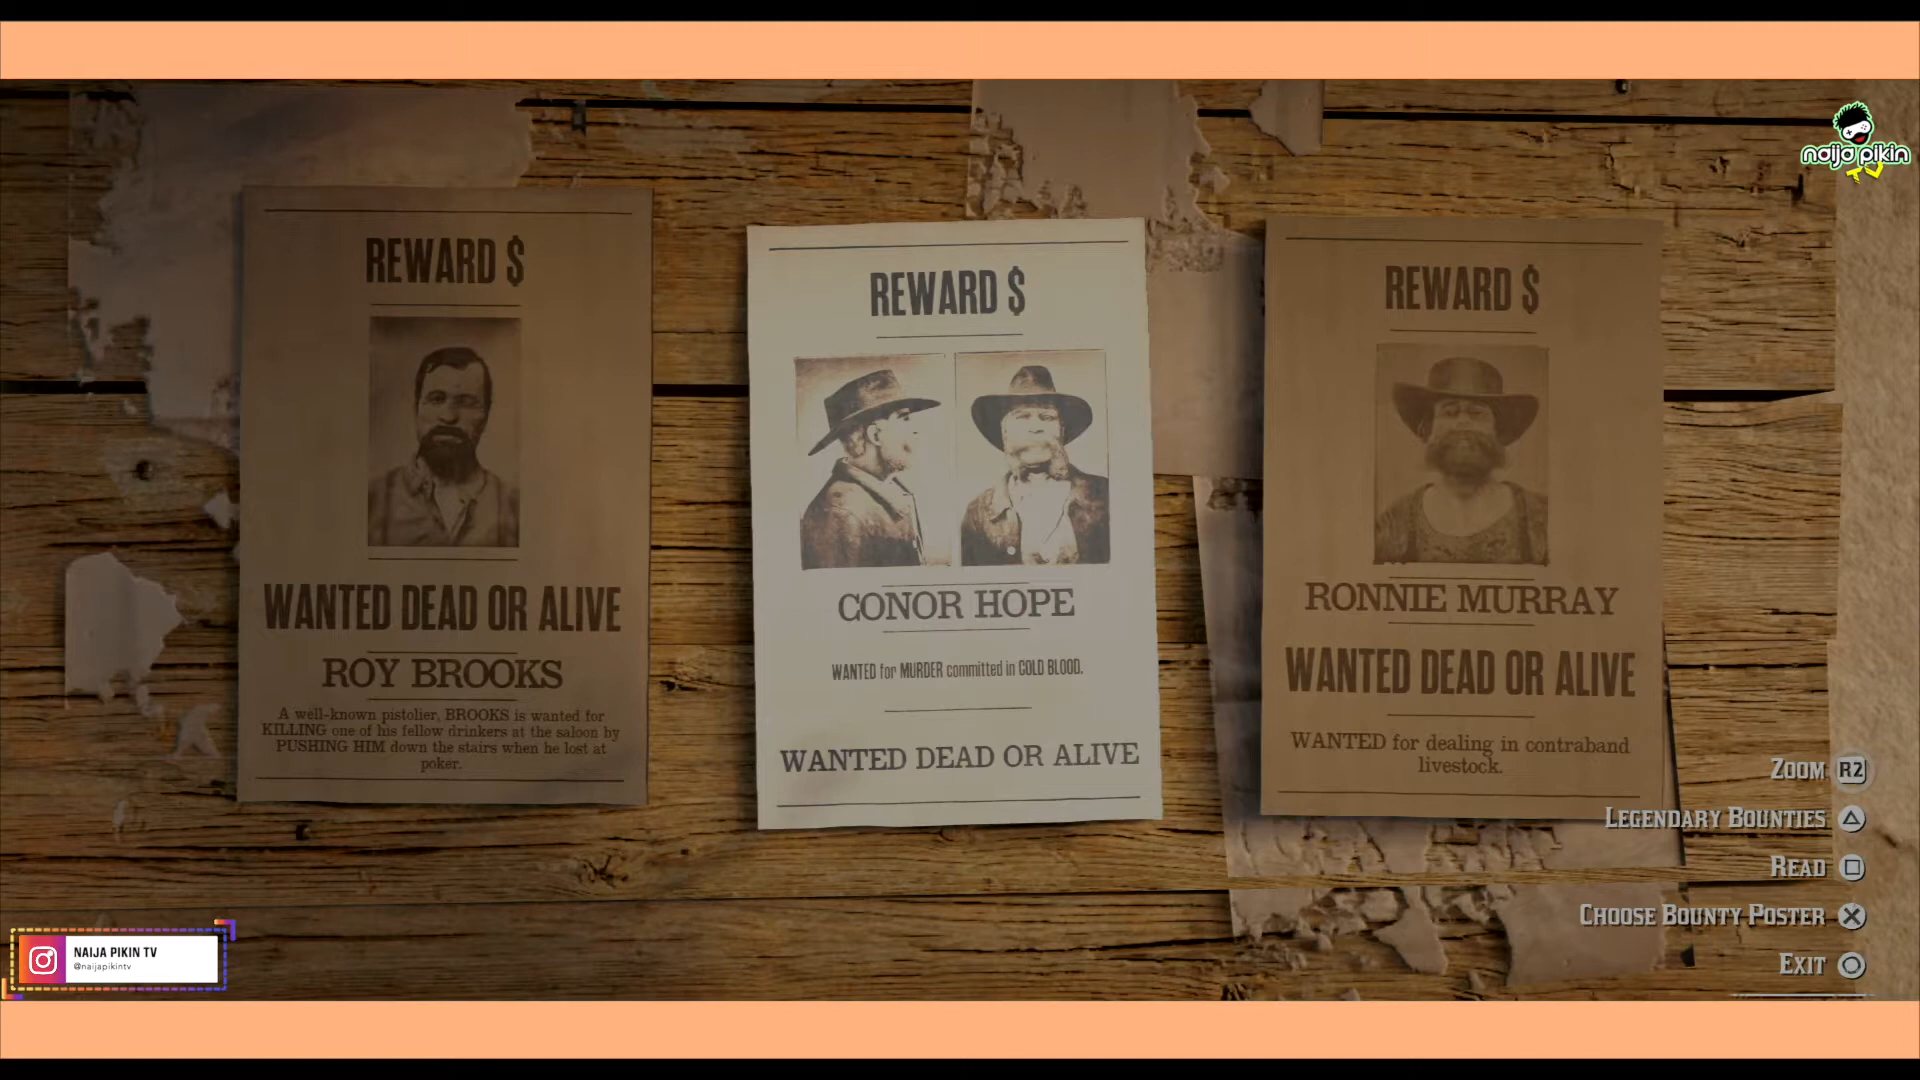 naija pikin
TV
REWARD $
WANTED DEAD OR ALIVE
ROY BROOKS
A well-known pistolier, BROOKS is wanted for
KILLING one of his fellow drinkers at the saloon by
PUSHING HIM down the stairs when he lost at
poker.
REWARD $
CONOR HOPE
WANTED for MURDER committed in COLD BLOOD.
WANTED DEAD OR ALIVE
REWARD $
RONNIE MURRAY
WANTED DEAD OR ALIVE
WANTED for dealing in contraband
livestock.
ZOOM R2
LEGENDARY BOUNTIES
READ
CHOOSE BOUNTY POSTER
EXIT
NAIJA PIKIN TV
@naijapikintv